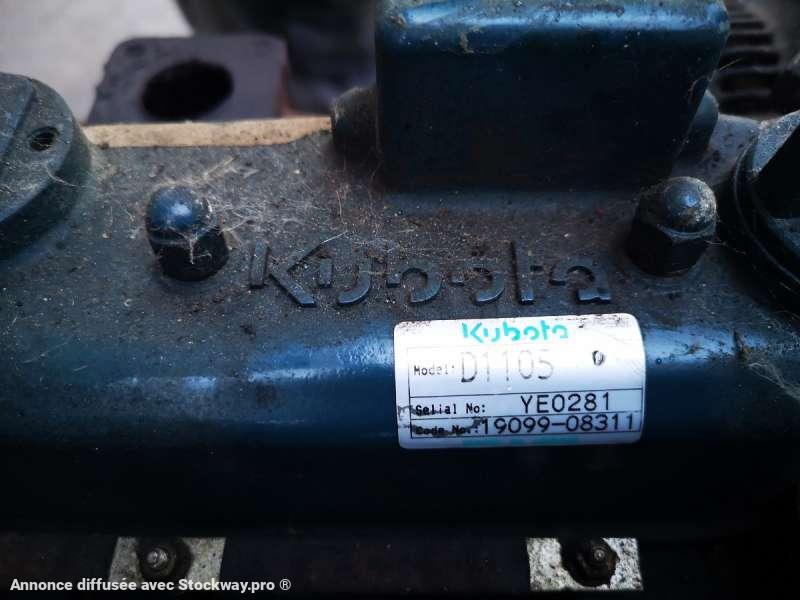 Kubota
Kubota
Model: D1105
Serial No: YE0281
Code No.: 19099-08311
Annonce diffusée avec Stockway.pro ®